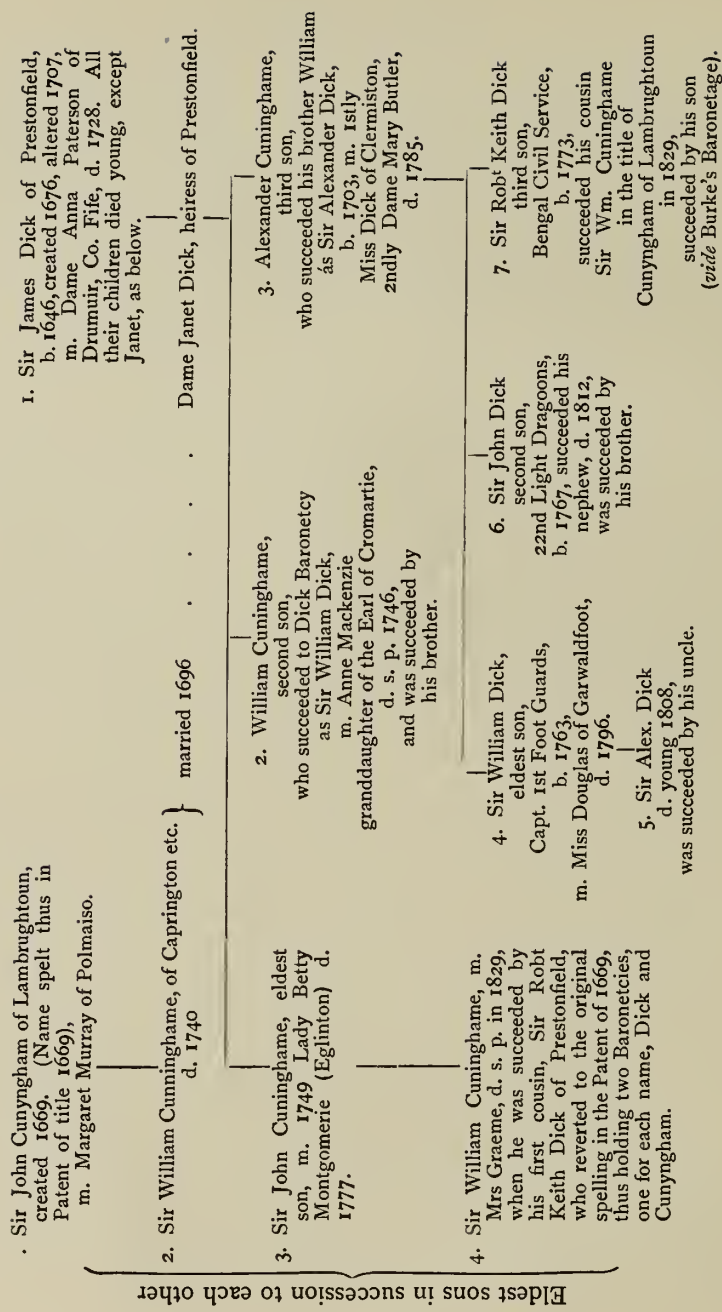 . Sir John Cunyngham of Lambrughtoun,
created 1669. (Name spelt thus in
Patent of title 1669),
m. Margaret Murray of Polmaiso.
1. Sir James Dick of Prestonfield,
b. 1646, created 1676, altered 1707,
m. Dame Anna Paterson of
Drumuir, Co. Fife, d. 1728. All
their children died young, except
Janet, as below.
2. Sir William Cunninghame, of Caprington etc. }
d. 1740
married 1696 . . . .
Dame Janet Dick, heiress of Prestonfield.
3. Sir John Cuninghame, eldest
son, m. 1749 Lady Betty
Montgomerie (Eglinton) d.
1777.
2. William Cuninghame,
second son,
who succeeded to Dick Baronetcy
as Sir William Dick,
m. Anne Mackenzie
granddaughter of the Earl of Cromartie,
d. s. p. 1746,
and was succeeded by
his brother.
3. Alexander Cuninghame,
third son,
who succeeded his brother William
ás Sir Alexander Dick,
b. 1703, m. 1stly
Miss Dick of Clermiston,
2ndly Dame Mary Butler,
d. 1785.
4. Sir William Cuninghame, m.
Mrs Graeme, d. s. p. in 1829,
when he was succeeded by
his first cousin, Sir Robt
Keith Dick of Prestonfield,
who reverted to the original
spelling in the Patent of 1669,
thus holding two Baronetcies,
one for each name, Dick and
Cunyngham.
4. Sir William Dick,
eldest son,
Capt. 1st Foot Guards,
b. 1763,
m. Miss Douglas of Garwaldfoot,
d. 1796.
5. Sir Alex. Dick
d. young 1808,
was succeeded by his uncle.
6. Sir John Dick
second son,
22nd Light Dragoons,
b. 1767, succeeded his
nephew, d. 1812,
was succeeded by
his brother.
7. Sir Robt Keith Dick
third son,
Bengal Civil Service,
b. 1773,
succeeded his cousin
Sir Wm. Cuninghame
in the title of
Cunyngham of Lambrughtoun
in 1829,
succeeded by his son
(vide Burke's Baronetage).
Eldest sons in succession to each other